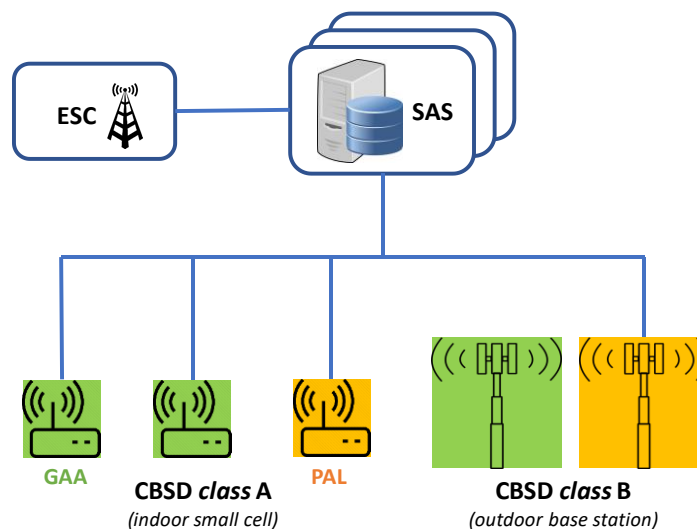 ESC
SAS
GAA
PAL
CBSD class A
(indoor small cell)
CBSD class B
(outdoor base station)